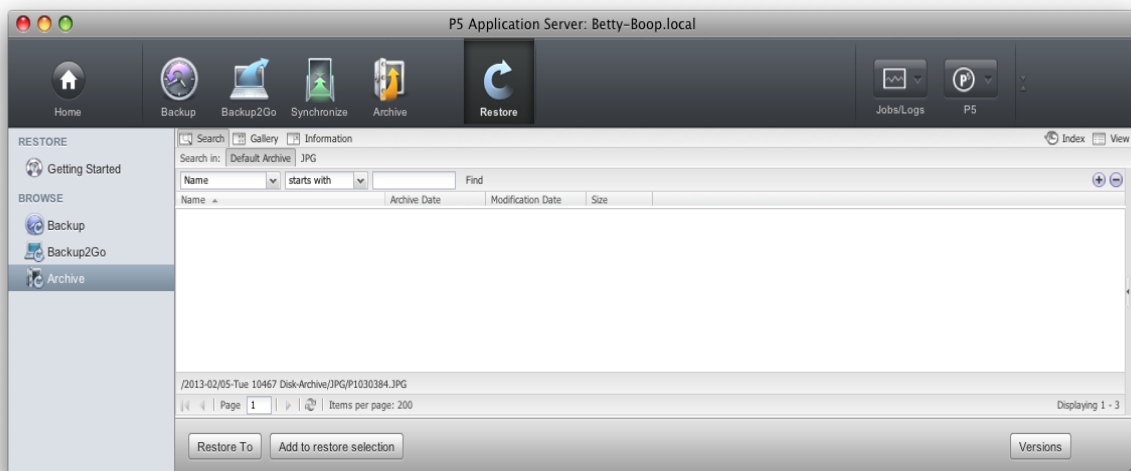 P5 Application Server: Betty-Boop.local
Home
Backup
Backup2Go
Synchronize
Archive
Restore
Jobs/Logs
P5
RESTORE
Getting Started
BROWSE
Backup
Backup2Go
Archive
Search Gallery Information
Index View
Search in: Default Archive JPG
Name starts with Find
Name Archive Date Modification Date Size
/2013-02/05-Tue 10467 Disk-Archive/JPG/P1030384.JPG
Page 1 Items per page: 200
Displaying 1 - 3
Restore To Add to restore selection Versions